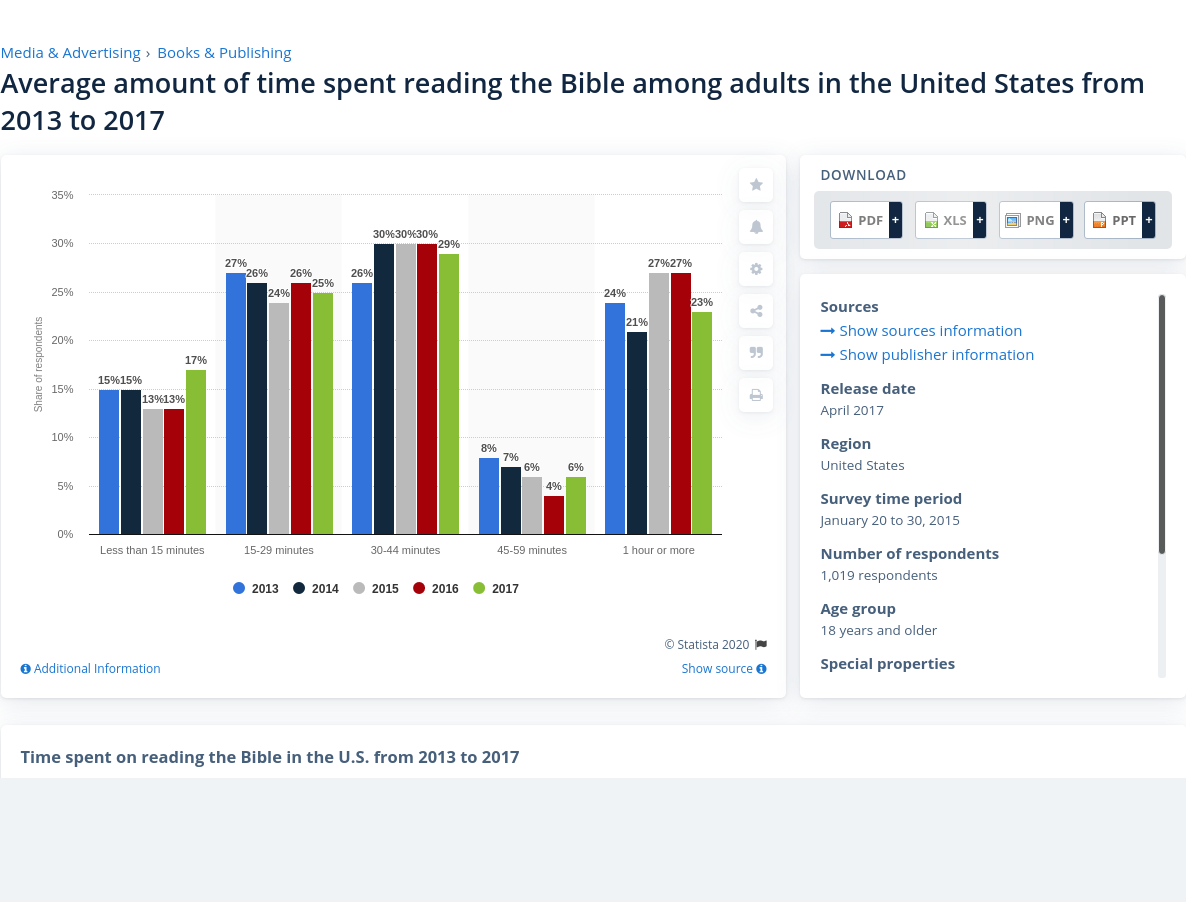 Media & Advertising › Books & Publishing
Average amount of time spent reading the Bible among adults in the United States from
2013 to 2017
35%
30%
25%
20%
15%
10%
5%
0%
Share of respondents
15% 15% 13% 13% 17%
27% 26% 24% 26% 25%
26% 30% 30% 30% 29%
8% 7% 6% 4% 6%
24% 21% 27% 27% 23%
Less than 15 minutes 15-29 minutes 30-44 minutes 45-59 minutes 1 hour or more
2013 2014 2015 2016 2017
© Statista 2020
Additional Information
Show source
DOWNLOAD
PDF + XLS + PNG + PPT +
Sources
Show sources information
Show publisher information
Release date
April 2017
Region
United States
Survey time period
January 20 to 30, 2015
Number of respondents
1,019 respondents
Age group
18 years and older
Special properties
Time spent on reading the Bible in the U.S. from 2013 to 2017